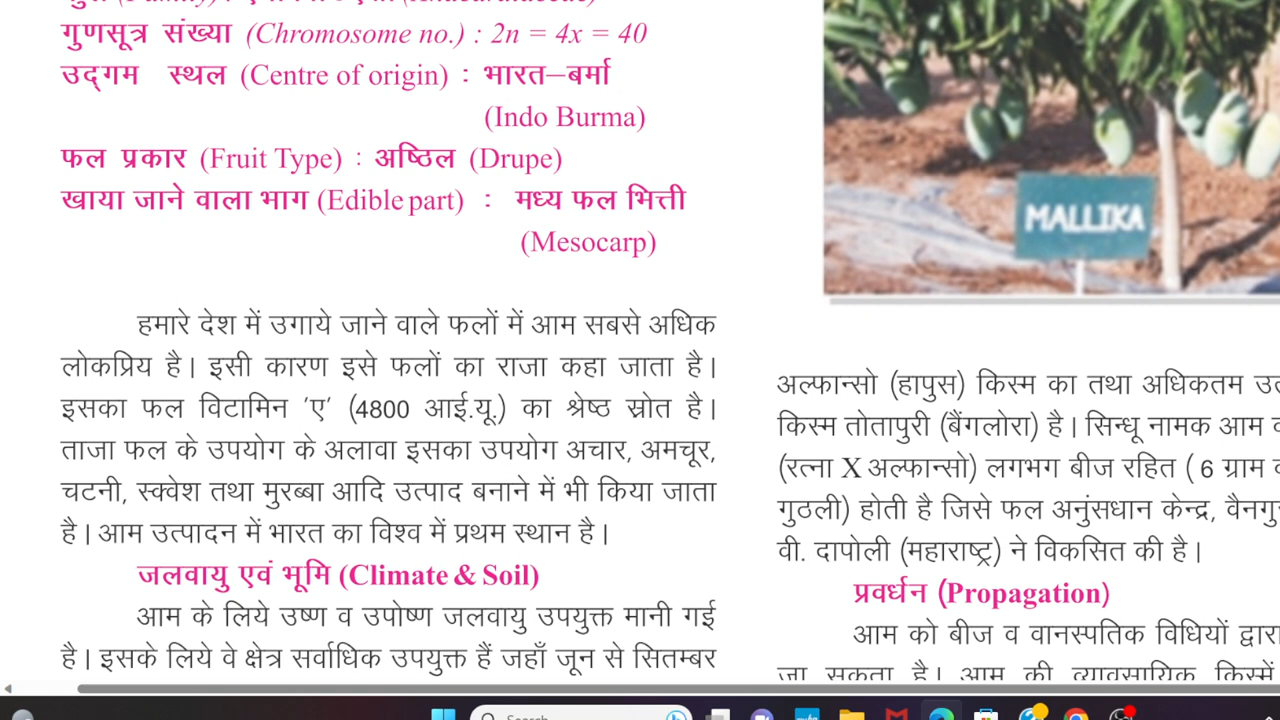 गुणसूत्र संख्या (Chromosome no.) : 2n = 4x = 40
उद्गम स्थल (Centre of origin) : भारत–बर्मा
(Indo Burma)
फल प्रकार (Fruit Type) : अष्ठिल (Drupe)
खाया जाने वाला भाग (Edible part) : मध्य फल भित्ती
(Mesocarp)
हमारे देश में उगाये जाने वाले फलों में आम सबसे अधिक
लोकप्रिय है। इसी कारण इसे फलों का राजा कहा जाता है।
इसका फल विटामिन 'ए' (4800 आई.यू.) का श्रेष्ठ स्रोत है।
ताजा फल के उपयोग के अलावा इसका उपयोग अचार, अमचूर,
चटनी, स्क्वेश तथा मुरब्बा आदि उत्पाद बनाने में भी किया जाता
है। आम उत्पादन में भारत का विश्व में प्रथम स्थान है।
जलवायु एवं भूमि (Climate & Soil)
आम के लिये उष्ण व उपोष्ण जलवायु उपयुक्त मानी गई
है। इसके लिये वे क्षेत्र सर्वाधिक उपयुक्त हैं जहाँ जून से सितम्बर
MALLIKA
अल्फान्सो (हापुस) किस्म का तथा अधिकतम
किस्म तोतापुरी (बैंगलोरा) है। सिन्धू नामक आम
(रत्ना X अल्फान्सो) लगभग बीज रहित ( 6 ग्राम
गुठली) होती है जिसे फल अनुंसधान केन्द्र,
वी. दापोली (महाराष्ट्र) ने विकसित की है।
प्रवर्धन (Propagation)
आम को बीज व वानस्पतिक विधियों द्वारा
जा सकता है। आम की व्यावसायिक किस्में
Search